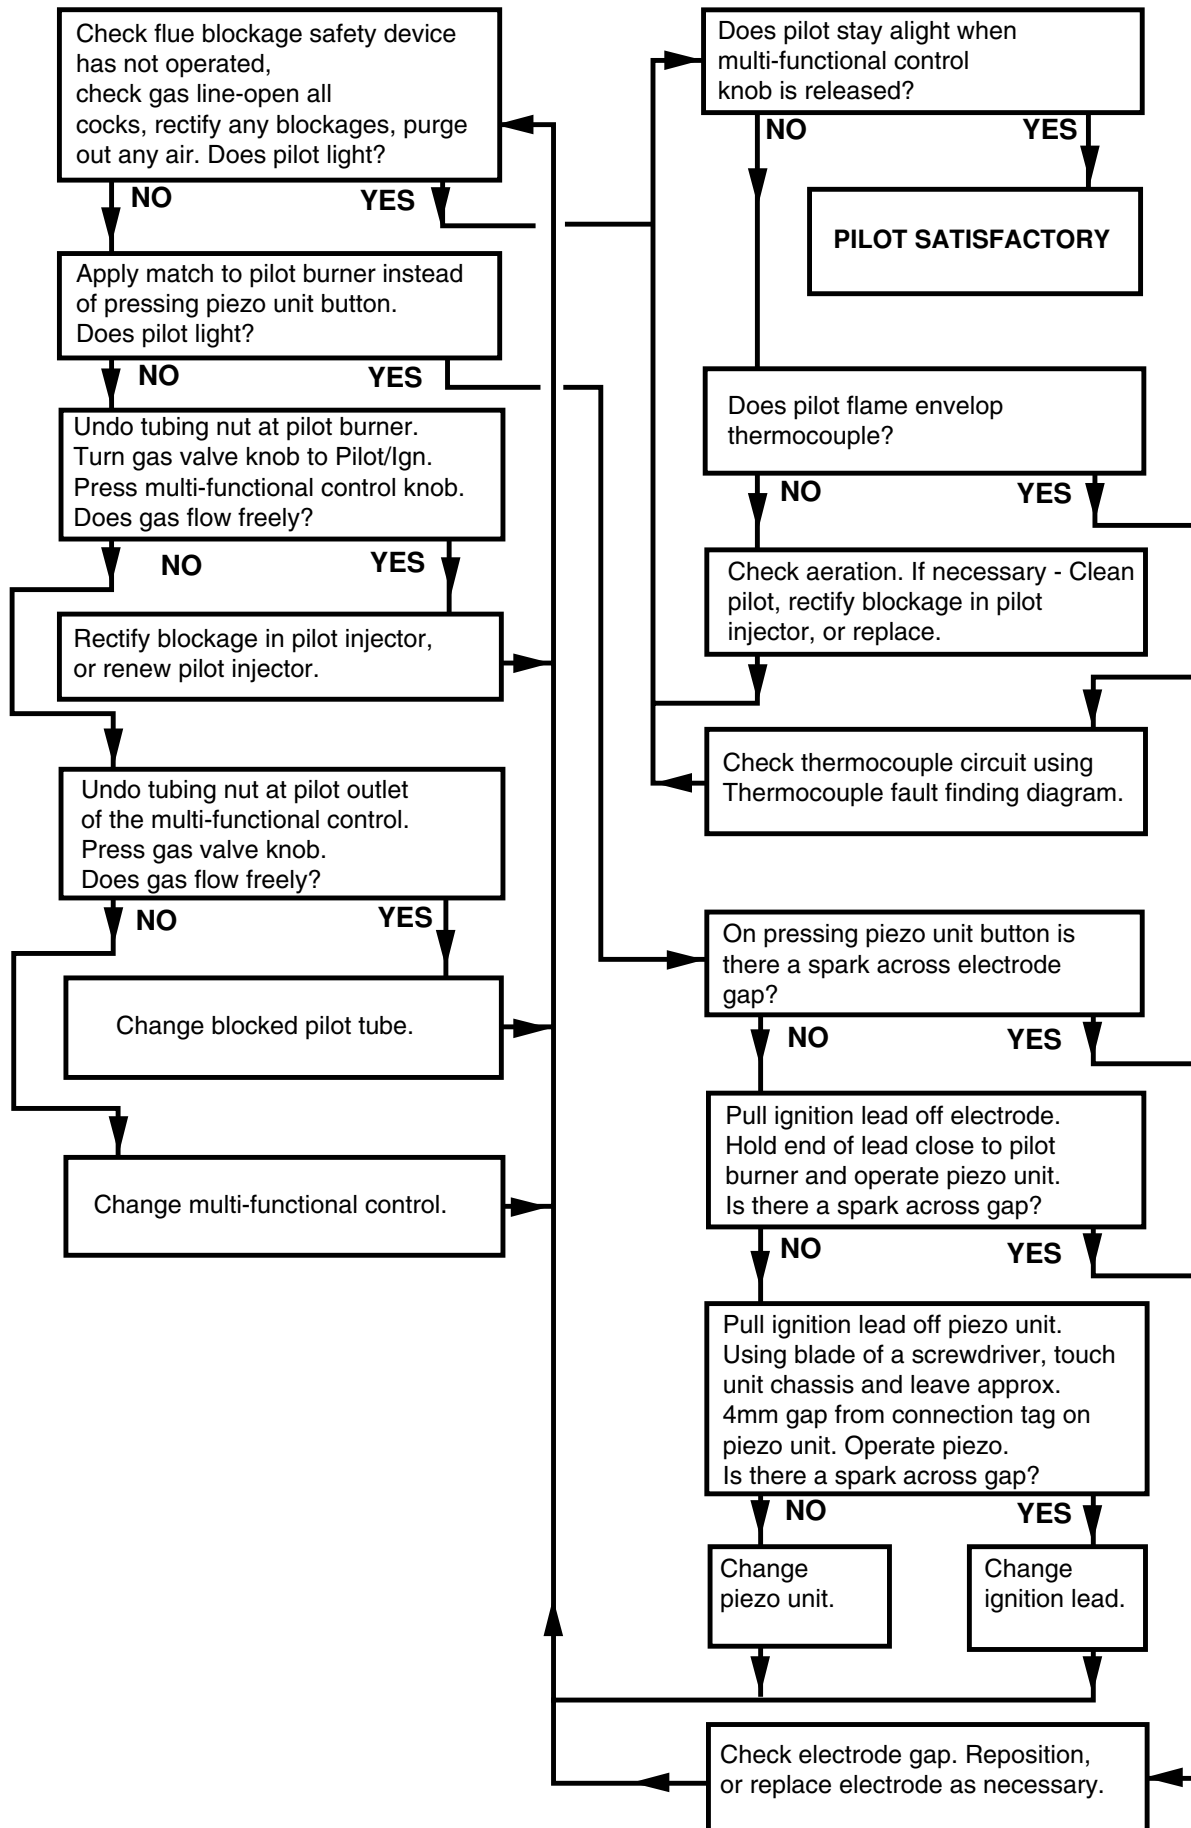 Check flue blockage safety device
has not operated,
check gas line-open all
cocks, rectify any blockages, purge
out any air. Does pilot light?
NO
YES
Apply match to pilot burner instead
of pressing piezo unit button.
Does pilot light?
NO
YES
Undo tubing nut at pilot burner.
Turn gas valve knob to Pilot/Ign.
Press multi-functional control knob.
Does gas flow freely?
NO
YES
Rectify blockage in pilot injector,
or renew pilot injector.
Undo tubing nut at pilot outlet
of the multi-functional control.
Press gas valve knob.
Does gas flow freely?
NO
YES
Change blocked pilot tube.
Change multi-functional control.
Does pilot stay alight when
multi-functional control
knob is released?
NO
YES
PILOT SATISFACTORY
Does pilot flame envelop
thermocouple?
NO
YES
Check aeration. If necessary - Clean
pilot, rectify blockage in pilot
injector, or replace.
Check thermocouple circuit using
Thermocouple fault finding diagram.
On pressing piezo unit button is
there a spark across electrode
gap?
NO
YES
Pull ignition lead off electrode.
Hold end of lead close to pilot
burner and operate piezo unit.
Is there a spark across gap?
NO
YES
Pull ignition lead off piezo unit.
Using blade of a screwdriver, touch
unit chassis and leave approx.
4mm gap from connection tag on
piezo unit. Operate piezo.
Is there a spark across gap?
NO
YES
Change
piezo unit.
Change
ignition lead.
Check electrode gap. Reposition,
or replace electrode as necessary.